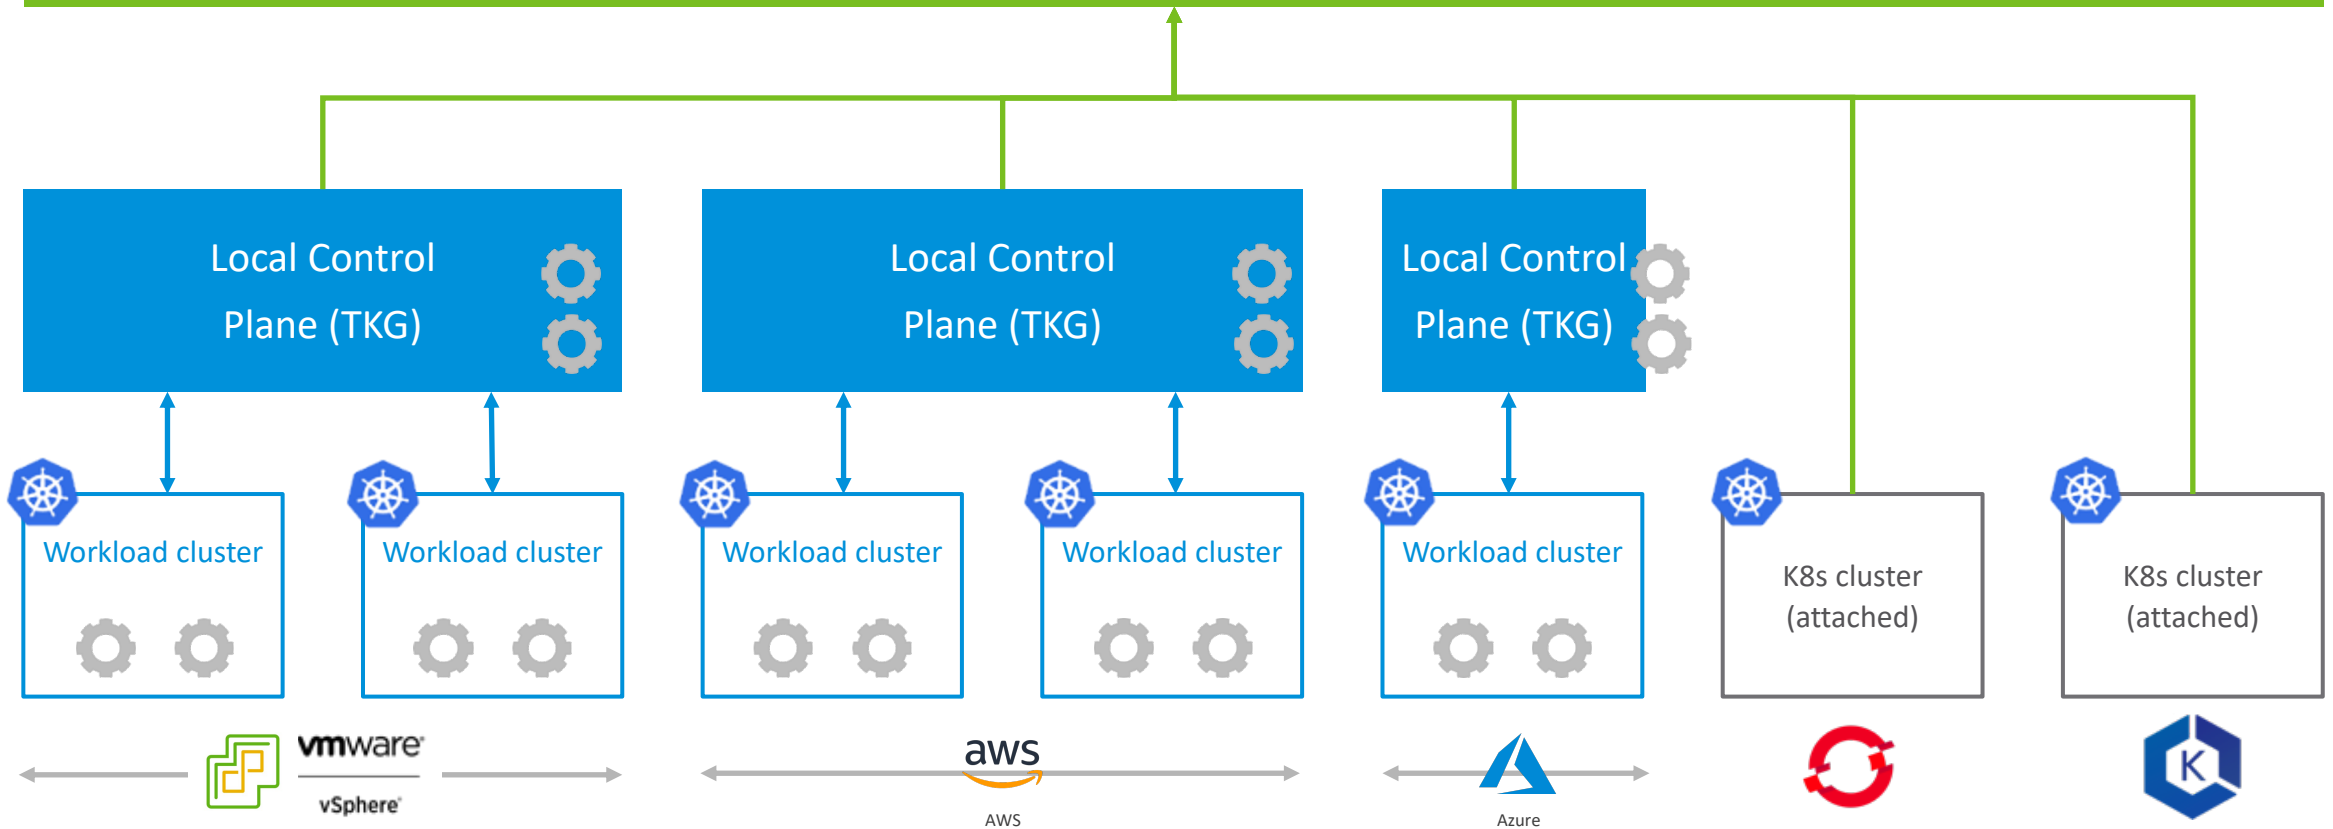 Local Control
Plane (TKG)
Local Control
Plane (TKG)
Local Control
Plane (TKG)
Workload cluster
Workload cluster
Workload cluster
Workload cluster
Workload cluster
K8s cluster
(attached)
K8s cluster
(attached)
vmware®
vSphere®
aws
AWS
Azure
K